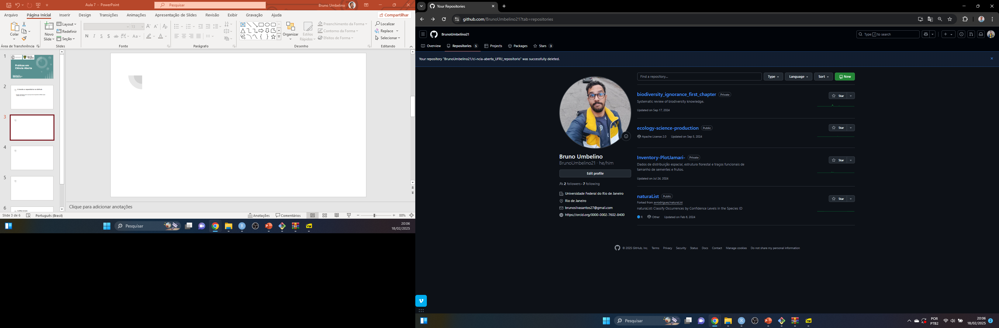 Aula 7 - PowerPoint
Pesquisar
Bruno Umbelino
Arquivo Página Inicial Inserir Design Transições Animações Apresentação de Slides Revisão Exibir Gravação Ajuda
Compartilhar
Colar
Novo Slide
Layout
Redefinir
Seção
13
N I S S ab AV Aa A
Organizar
Estilos Rápidos
Preenchimento da Forma
Contorno da Forma
Efeitos de Forma
Localizar
Replace
Selecionar
Área de Transferência Slides Fonte Parágrafo Desenho Editando
1
Práticas em
Ciência Aberta
2
Criando o repositório no Github
3
4
5
6
Coffee break
Clique para adicionar anotações
Slide 3 de 6 Português (Brasil) Anotações Comentários 88%
Pesquisar
20:06
18/02/2025
Your Repositories
github.com/BrunoUmbelino21?tab=repositories
BrunoUmbelino21
Type / to search
Overview Repositories 5 Projects Packages Stars 3
Your repository "BrunoUmbelino21/ci-ncia-aberta_UFRJ_repositorio" was successfully deleted.
Find a repository...
Type Language Sort New
biodiversity_ignorance_first_chapter Private
Star
Systematic review of biodiversity knowledge.
Updated on Sep 17, 2024
ecology-science-production Public
Star
Apache License 2.0 Updated on Sep 5, 2024
Inventory-PlotJamari- Private
Star
Dados de distribuição espacial, estrutura florestal e traços funcionais de
tamanho de sementes e frutos.
Updated on Jul 24, 2024
naturaList Public
Star
Forked from avrodrigues/naturaList
naturaList: Classify Occurrences by Confidence Levels in the Species ID
R Other Updated on Feb 6, 2024
Bruno Umbelino
BrunoUmbelino21 · he/him
Edit profile
2 followers · 7 following
Universidade Federal do Rio de Janeiro
Rio de Janeiro
brunosilvasantos27@gmail.com
https://orcid.org/0000-0002-7602-8400
© 2025 GitHub, Inc. Terms Privacy Security Status Docs Contact Manage cookies Do not share my personal information
Pesquisar
POR
PTB2
20:06
18/02/2025
2